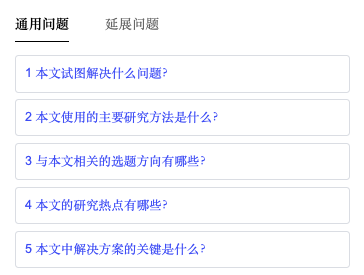 通用问题 延展问题
1 本文试图解决什么问题?
2 本文使用的主要研究方法是什么?
3 与本文相关的选题方向有哪些?
4 本文的研究热点有哪些?
5 本文中解决方案的关键是什么?